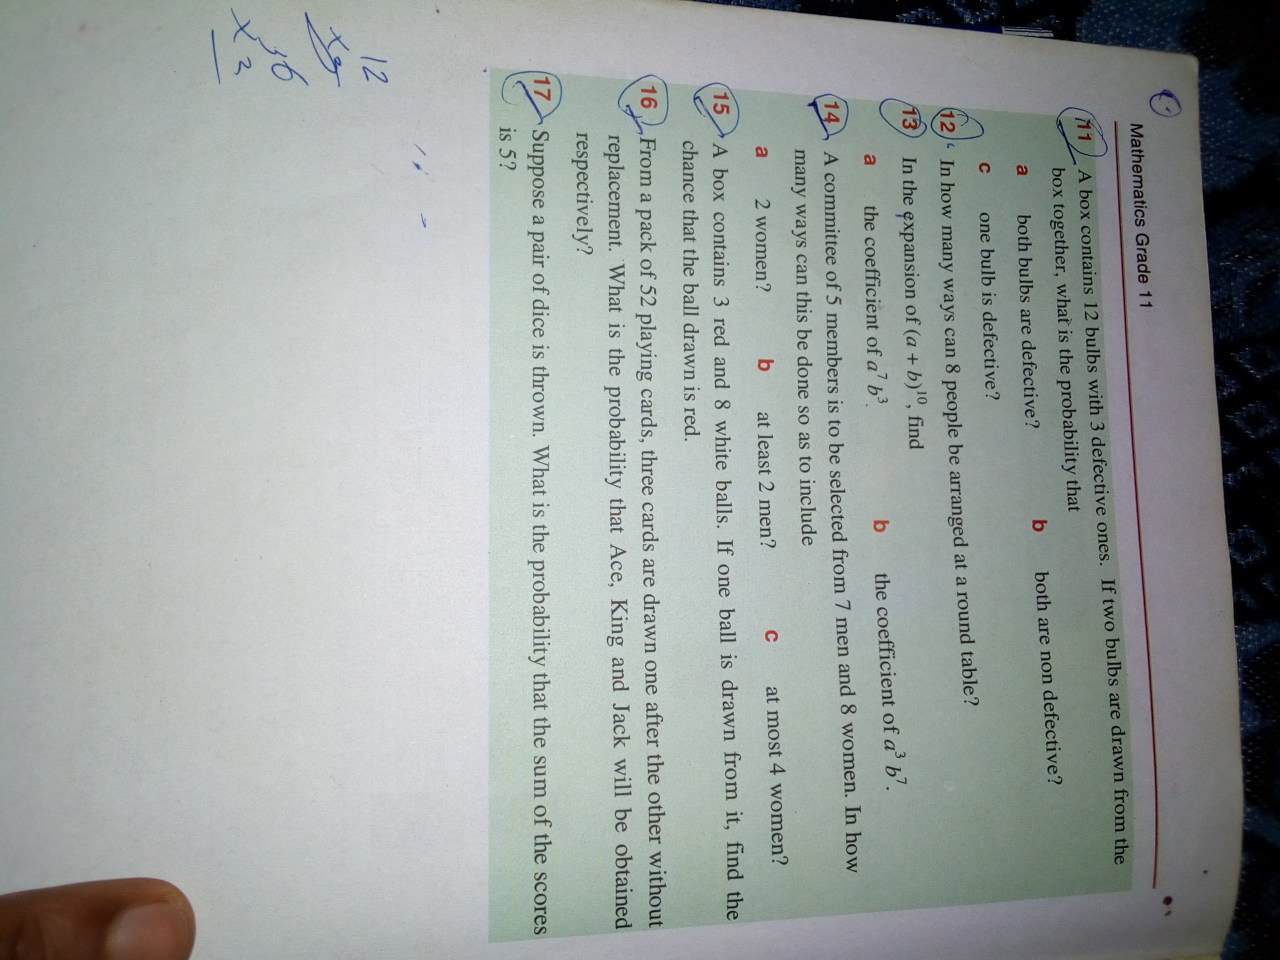 Mathematics Grade 11
11 A box contains 12 bulbs with 3 defective ones. If two bulbs are drawn from the
box together, what is the probability that
a both bulbs are defective? b both are non defective?
c one bulb is defective?
12 In how many ways can 8 people be arranged at a round table?
13 In the expansion of (a + b)¹⁰, find
a the coefficient of a⁷ b³. b the coefficient of a³ b⁷.
14 A committee of 5 members is to be selected from 7 men and 8 women. In how
many ways can this be done so as to include
a 2 women? b at least 2 men? c at most 4 women?
15 A box contains 3 red and 8 white balls. If one ball is drawn from it, find the
chance that the ball drawn is red.
16 From a pack of 52 playing cards, three cards are drawn one after the other without
replacement. What is the probability that Ace, King and Jack will be obtained
respectively?
17 Suppose a pair of dice is thrown. What is the probability that the sum of the scores
is 5?
12
36
x 3